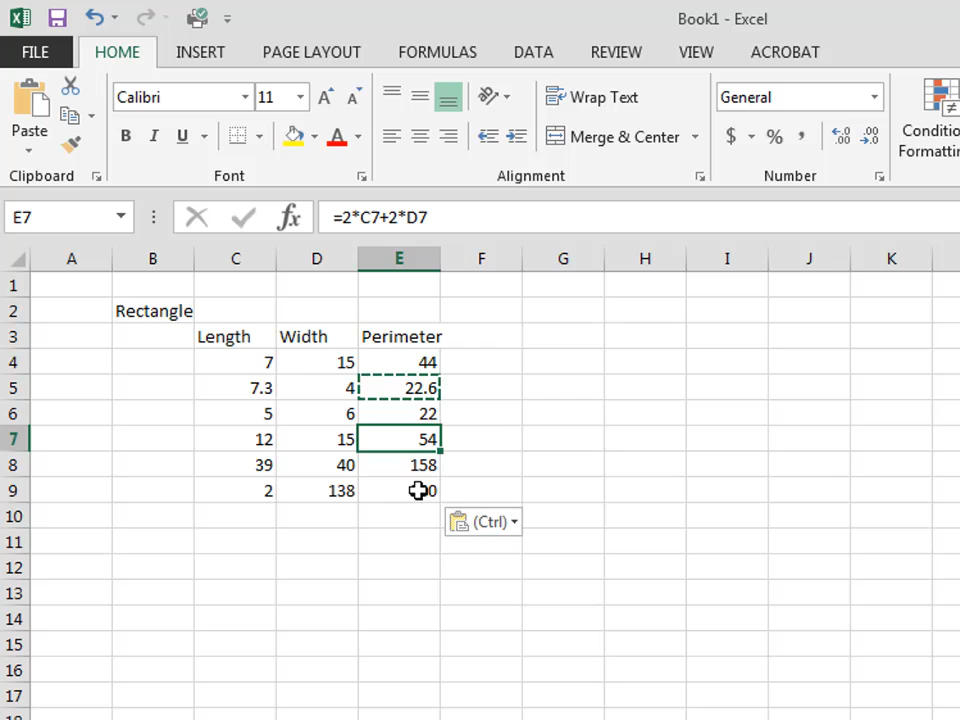 Book1 - Excel
FILE HOME INSERT PAGE LAYOUT FORMULAS DATA REVIEW VIEW ACROBAT
Calibri 11 Wrap Text General
Paste B I U Merge & Center $ % , Conditio
Formatting
Clipboard Font Alignment Number
E7 fx =2*C7+2*D7
A B C D E F G H I J K
1
2 Rectangle
3 Length Width Perimeter
4 7 15 44
5 7.3 4 22.6
6 5 6 22
7 12 15 54
8 39 40 158
9 2 138
10 (Ctrl)
11
12
13
14
15
16
17